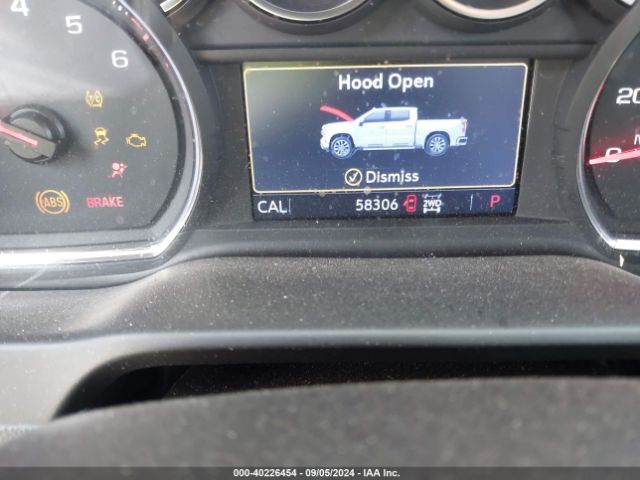 4
5
6
Hood Open
Dismiss
CAL
58306
2WD
P
ABS
BRAKE
20
000-40226454 - 09/05/2024 - IAA Inc.